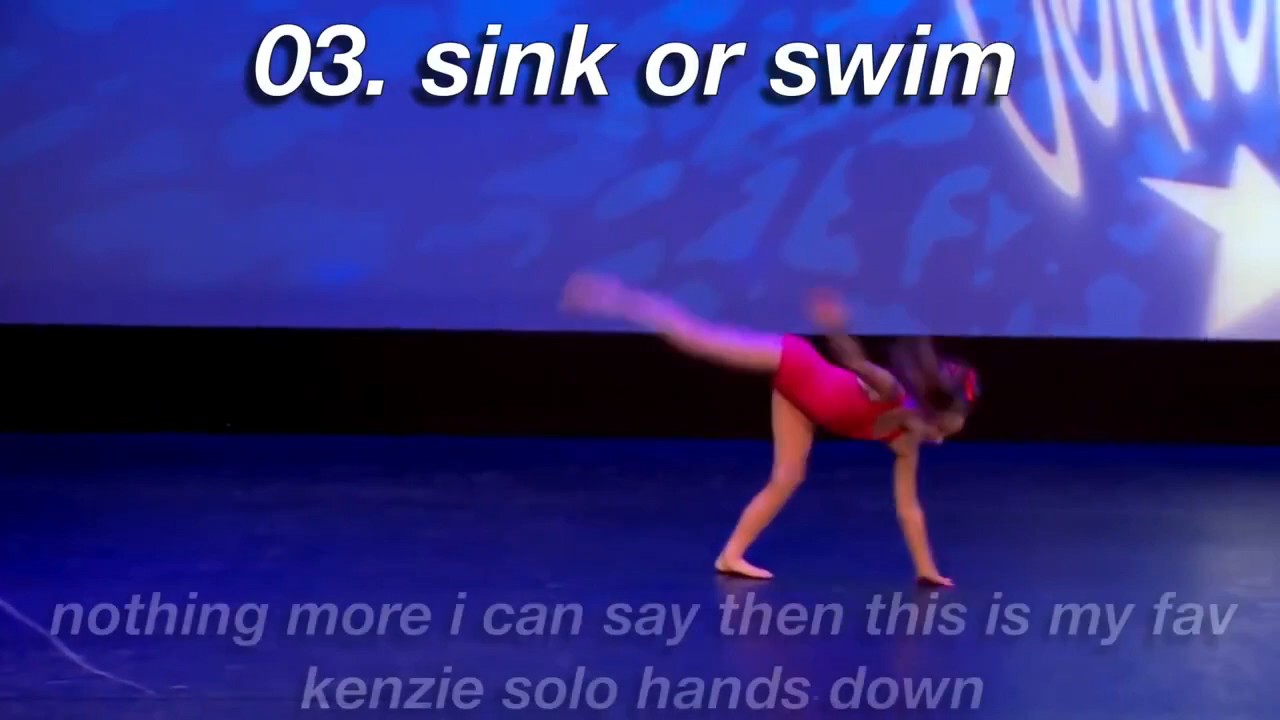 03. sink or swim
nothing more i can say then this is my fav
kenzie solo hands down